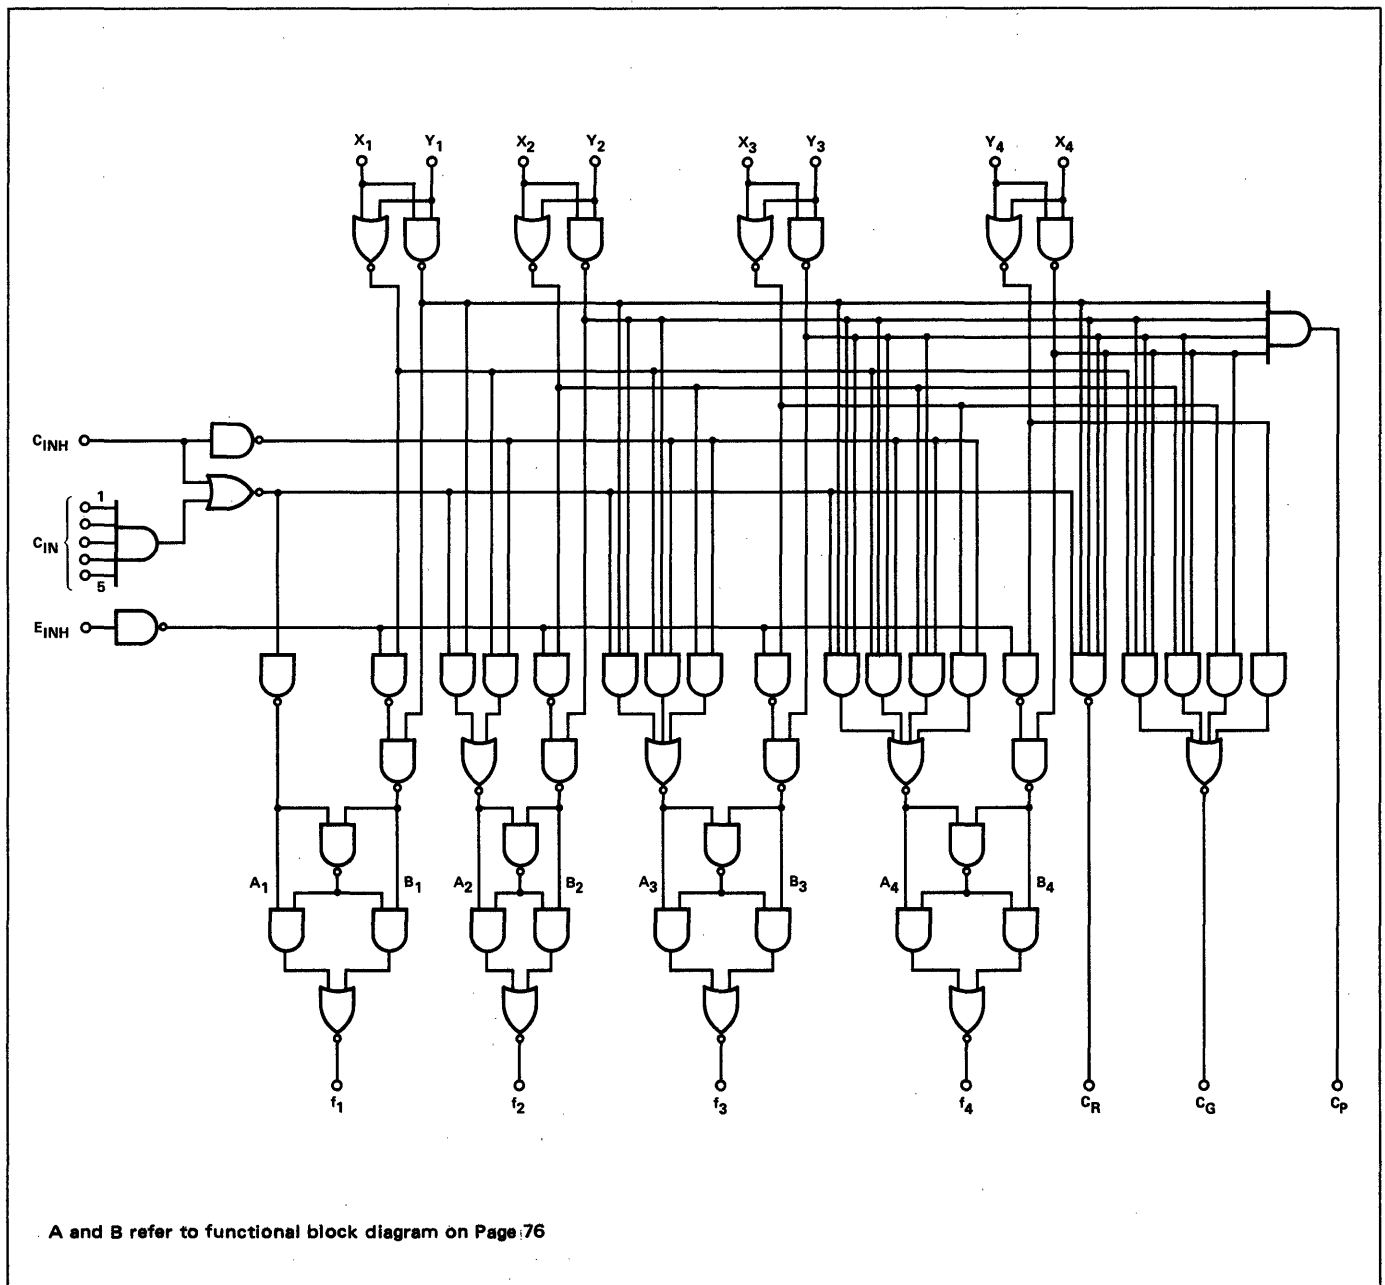 X1 Y1 X2 Y2 X3 Y3 Y4 X4
CINH
1
CIN
5
EINH
A1 B1 A2 B2 A3 B3 A4 B4
f1 f2 f3 f4 CR CG CP
A and B refer to functional block diagram on Page 76